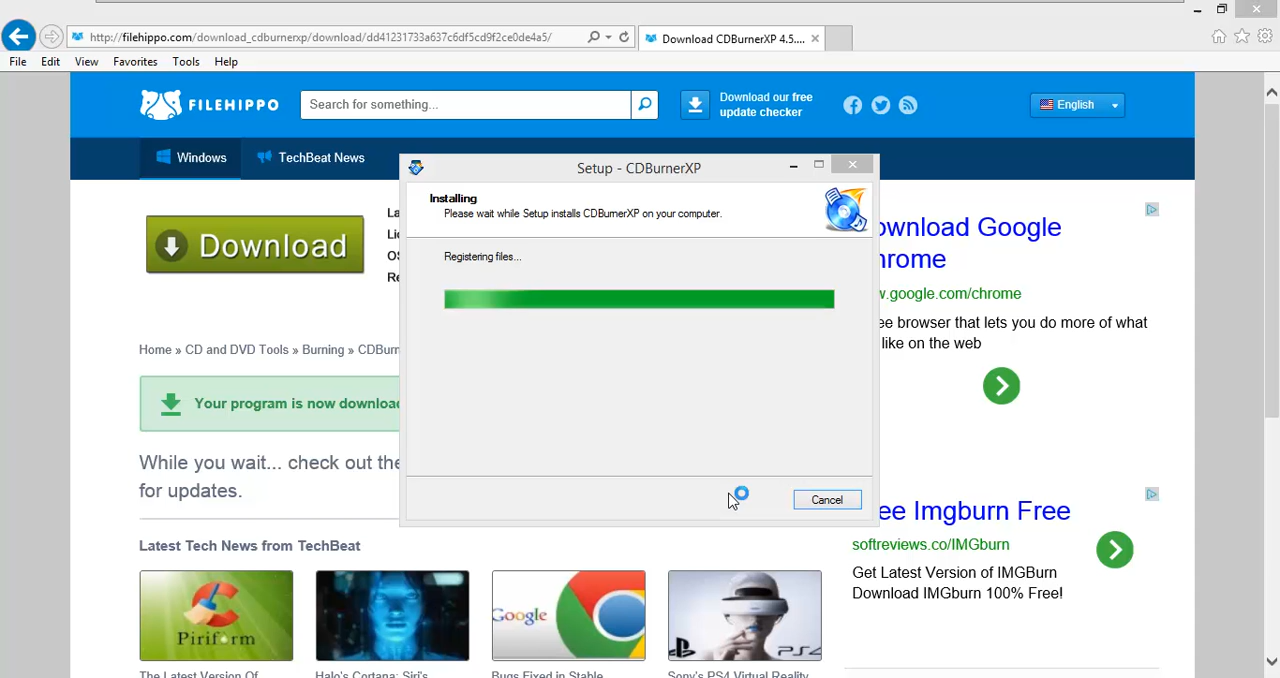 http://filehippo.com/download_cdburnerxp/download/dd41231733a637c6df5cd9f2ce0de4a5/
Download CDBurnerXP 4.5....
File Edit View Favorites Tools Help
FILEHIPPO
Search for something...
Download our free
update checker
English
Windows
TechBeat News
Setup - CDBurnerXP
Installing
Please wait while Setup installs CDBurnerXP on your computer.
Registering files...
Cancel
Download
Home » CD and DVD Tools » Burning » CDBurn
Your program is now download
While you wait... check out the
for updates.
Latest Tech News from TechBeat
Piriform
Google
PS4
The Latest Version Of
Halo's Cortana: Siri's
Bugs Fixed in Stable
Sony's PS4 Virtual Reality
ownload Google
hrome
w.google.com/chrome
ee browser that lets you do more of what
like on the web
ee Imgburn Free
softreviews.co/IMGburn
Get Latest Version of IMGBurn
Download IMGburn 100% Free!